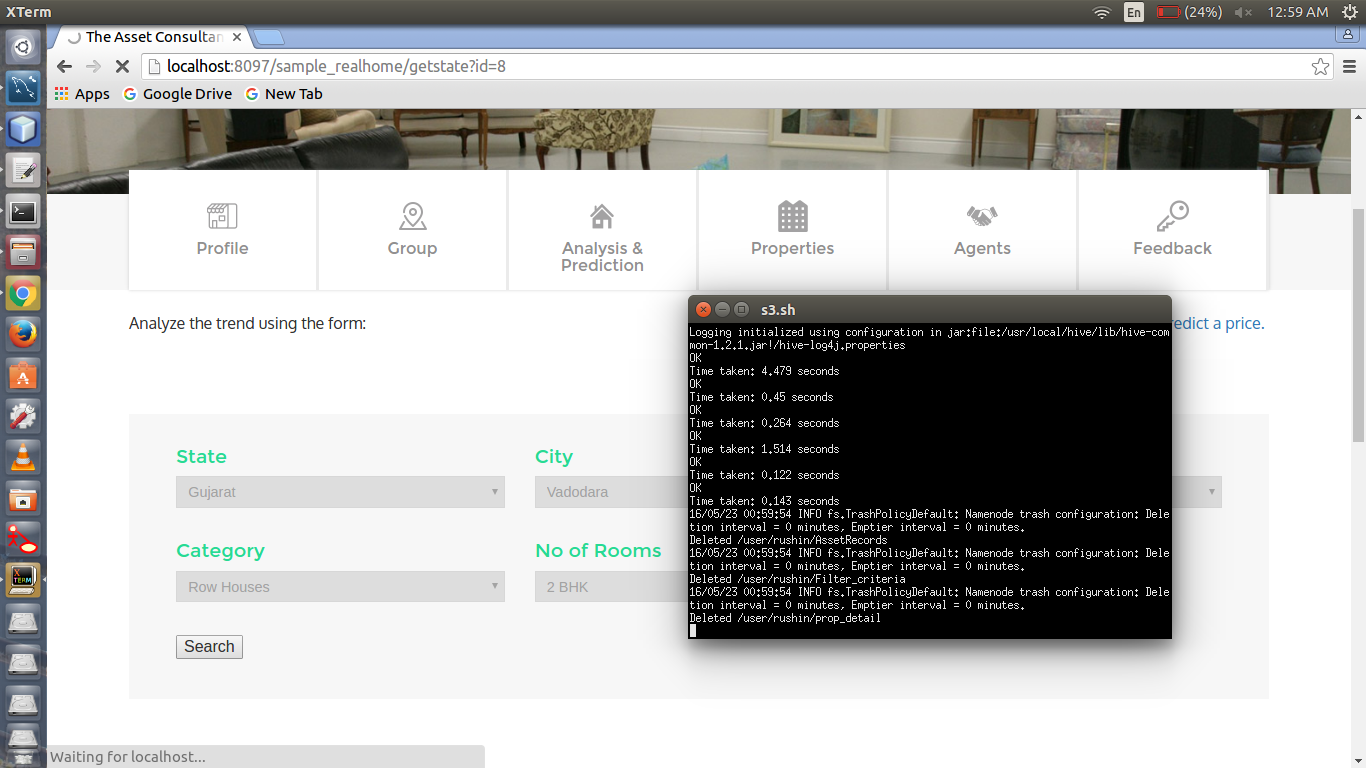 XTerm
En
(24%)
12:59 AM
The Asset Consultan
localhost:8097/sample_realhome/getstate?id=8
Apps
Google Drive
New Tab
Profile
Group
Analysis &
Prediction
Properties
Agents
Feedback
Analyze the trend using the form:
edict a price.
State
City
Gujarat
Vadodara
Category
No of Rooms
Row Houses
2 BHK
Search
s3.sh
Logging initialized using configuration in jar:file:/usr/local/hive/lib/hive-com
mon-1.2.1.jar!/hive-log4j.properties
OK
Time taken: 4.479 seconds
OK
Time taken: 0.45 seconds
OK
Time taken: 0.264 seconds
OK
Time taken: 1.514 seconds
OK
Time taken: 0.122 seconds
OK
Time taken: 0.143 seconds
16/05/23 00:59:54 INFO fs.TrashPolicyDefault: Namenode trash configuration: Dele
tion interval = 0 minutes, Emptier interval = 0 minutes.
Deleted /user/rushin/AssetRecords
16/05/23 00:59:54 INFO fs.TrashPolicyDefault: Namenode trash configuration: Dele
tion interval = 0 minutes, Emptier interval = 0 minutes.
Deleted /user/rushin/Filter_criteria
16/05/23 00:59:54 INFO fs.TrashPolicyDefault: Namenode trash configuration: Dele
tion interval = 0 minutes, Emptier interval = 0 minutes.
Deleted /user/rushin/prop_detail
Waiting for localhost...